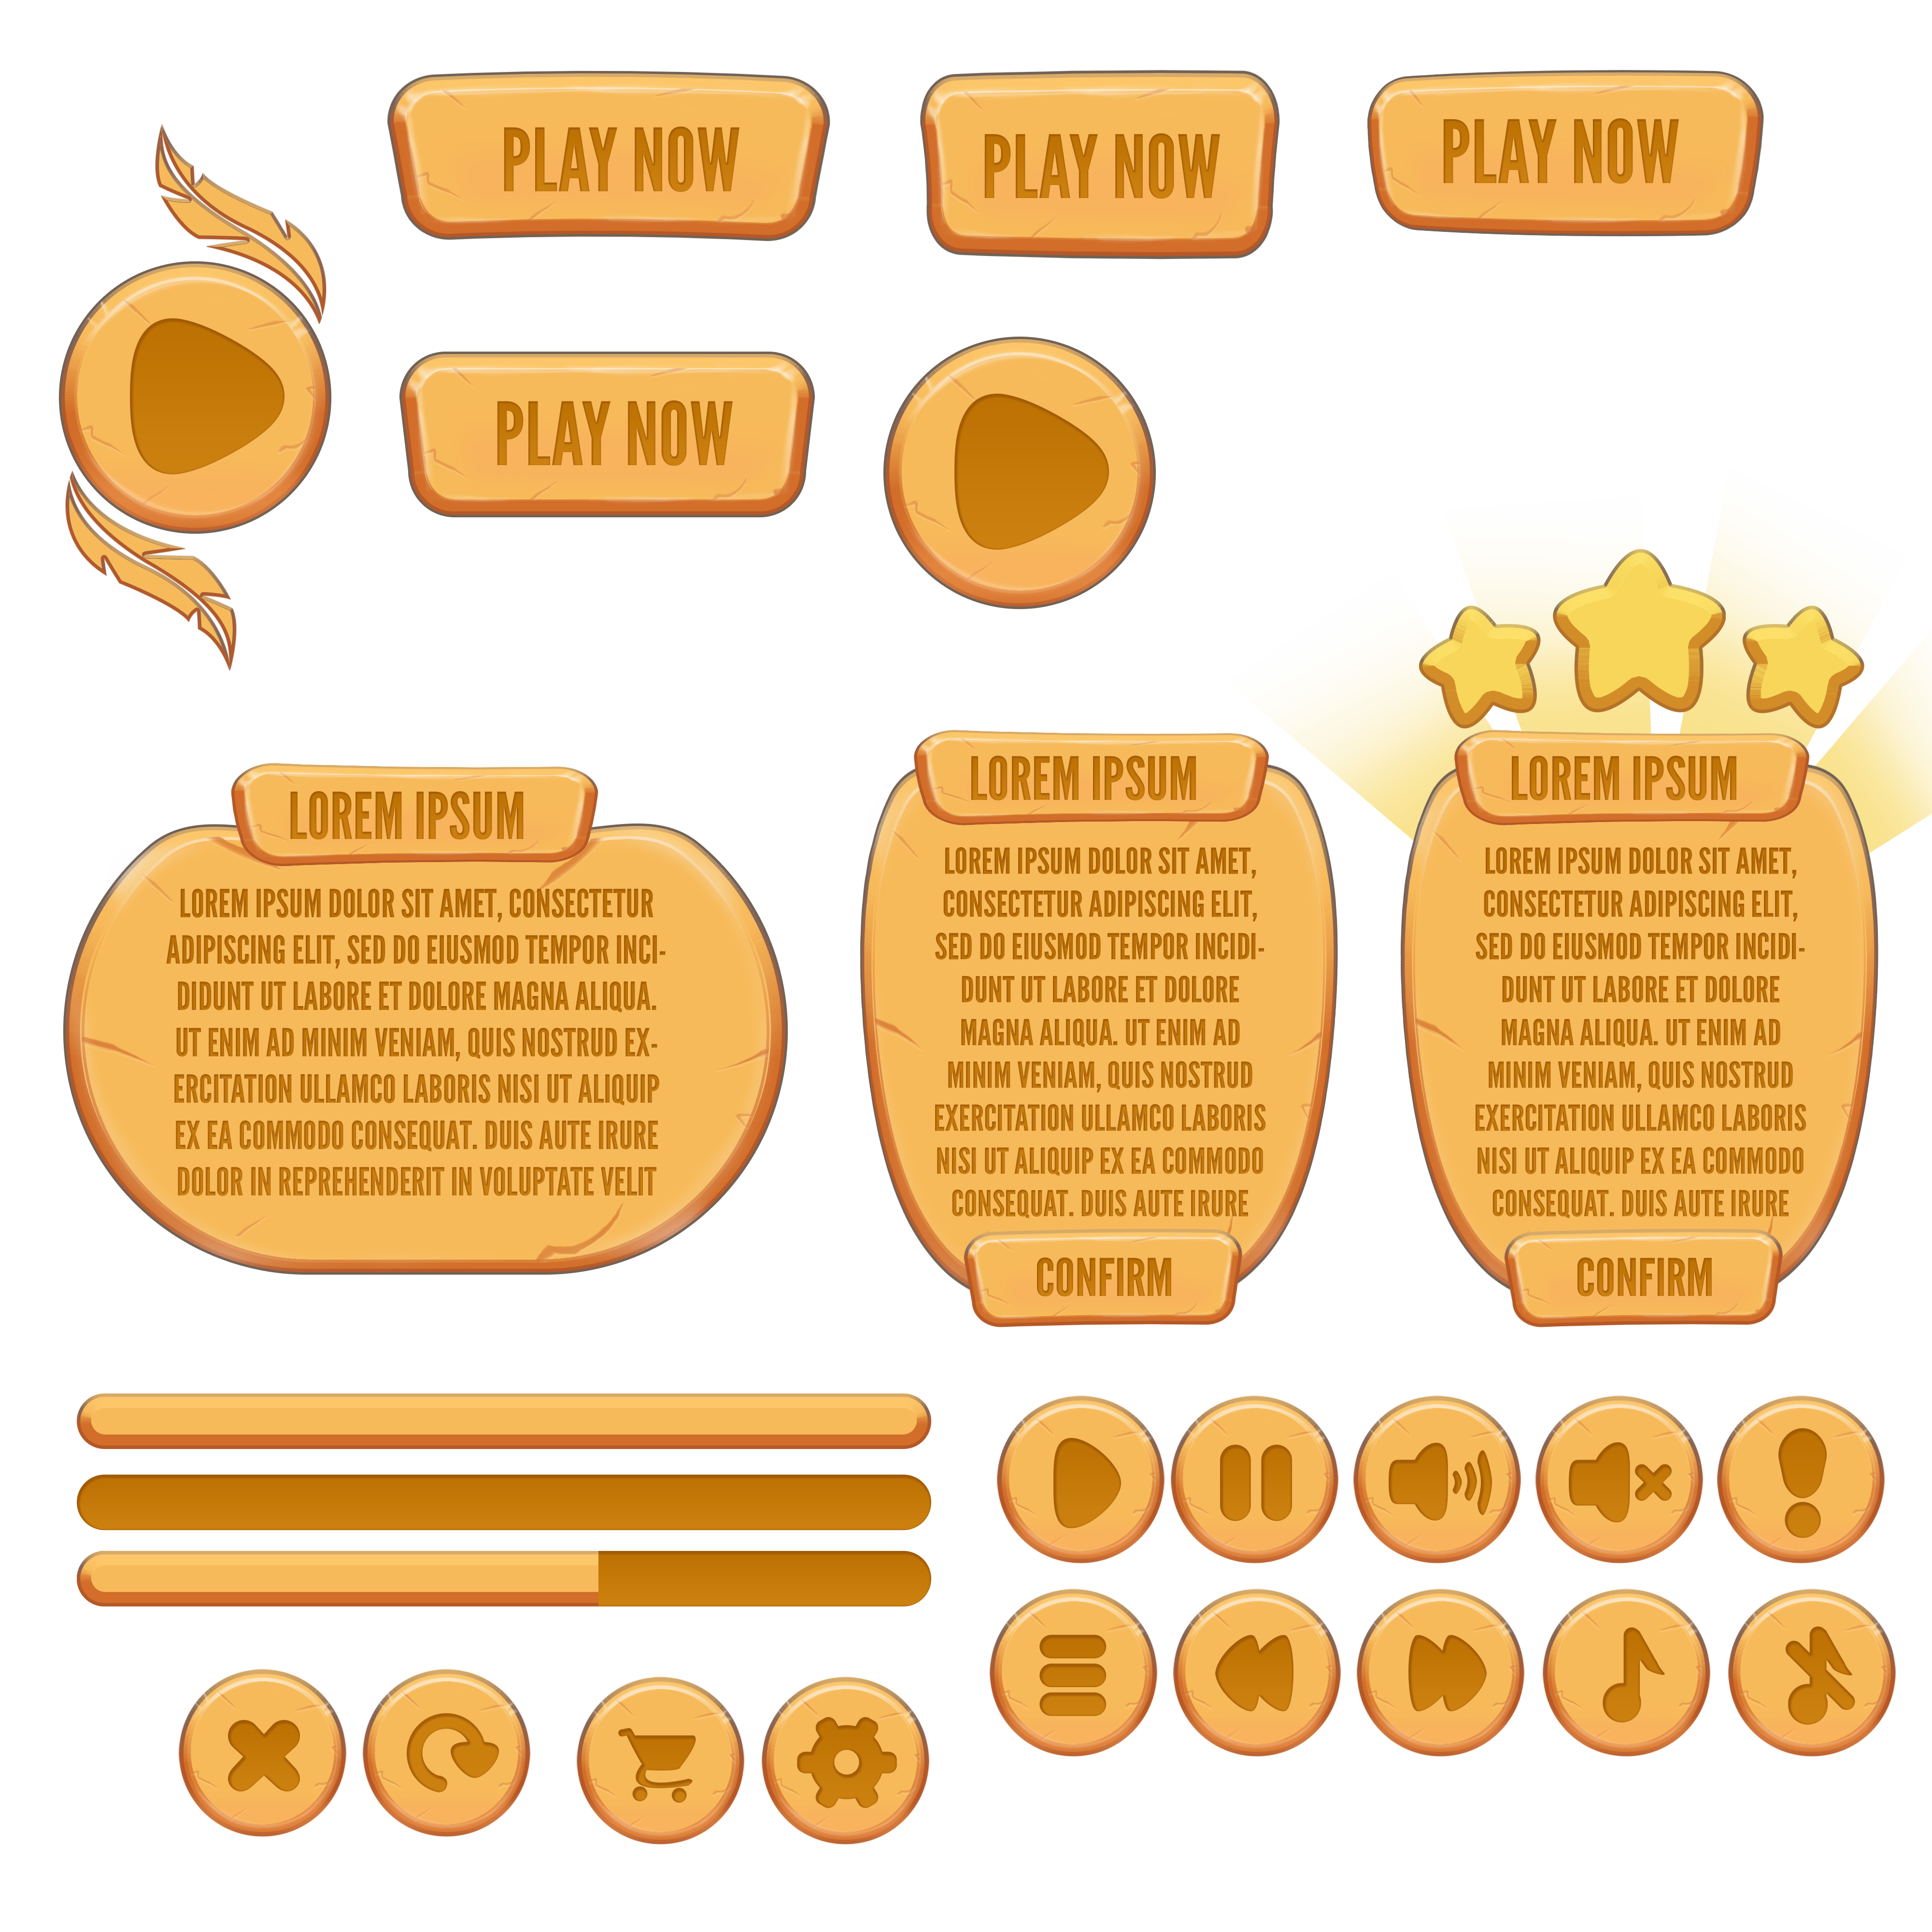 PLAY NOW
PLAY NOW
PLAY NOW
PLAY NOW
LOREM IPSUM
LOREM IPSUM DOLOR SIT AMET, CONSECTETUR
ADIPISCING ELIT, SED DO EIUSMOD TEMPOR INCI-
DIDUNT UT LABORE ET DOLORE MAGNA ALIQUA.
UT ENIM AD MINIM VENIAM, QUIS NOSTRUD EX-
ERCITATION ULLAMCO LABORIS NISI UT ALIQUIP
EX EA COMMODO CONSEQUAT. DUIS AUTE IRURE
DOLOR IN REPREHENDERIT IN VOLUPTATE VELIT
LOREM IPSUM
LOREM IPSUM DOLOR SIT AMET,
CONSECTETUR ADIPISCING ELIT,
SED DO EIUSMOD TEMPOR INCIDI-
DUNT UT LABORE ET DOLORE
MAGNA ALIQUA. UT ENIM AD
MINIM VENIAM, QUIS NOSTRUD
EXERCITATION ULLAMCO LABORIS
NISI UT ALIQUIP EX EA COMMODO
CONSEQUAT. DUIS AUTE IRURE
CONFIRM
LOREM IPSUM
LOREM IPSUM DOLOR SIT AMET,
CONSECTETUR ADIPISCING ELIT,
SED DO EIUSMOD TEMPOR INCIDI-
DUNT UT LABORE ET DOLORE
MAGNA ALIQUA. UT ENIM AD
MINIM VENIAM, QUIS NOSTRUD
EXERCITATION ULLAMCO LABORIS
NISI UT ALIQUIP EX EA COMMODO
CONSEQUAT. DUIS AUTE IRURE
CONFIRM